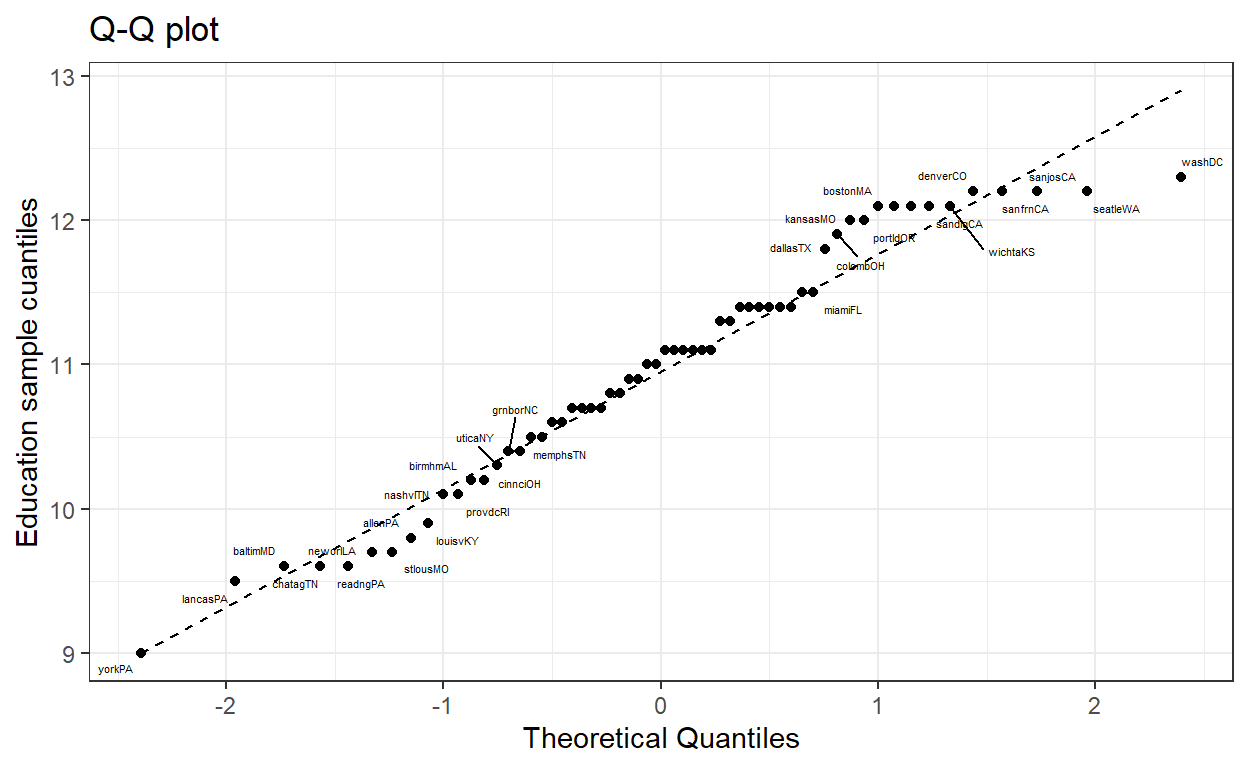 Q-Q plot
Education sample cuantiles
13
12
11
10
9
washDC
denverCO
sanjosCA
bostonMA
sanfrnCA
seatleWA
kansasMO
sandigCA
portldOR
dallasTX
wichtaKS
colmbOH
miamiFL
grnborNC
uticaNY
memphsTN
birmhmAL
cinnciOH
nashvlTN
provdcRI
allenPA
louisvKY
baltimMD
neworlLA
stlousMO
chatagTN
readngPA
lancasPA
yorkPA
-2
-1
0
1
2
Theoretical Quantiles